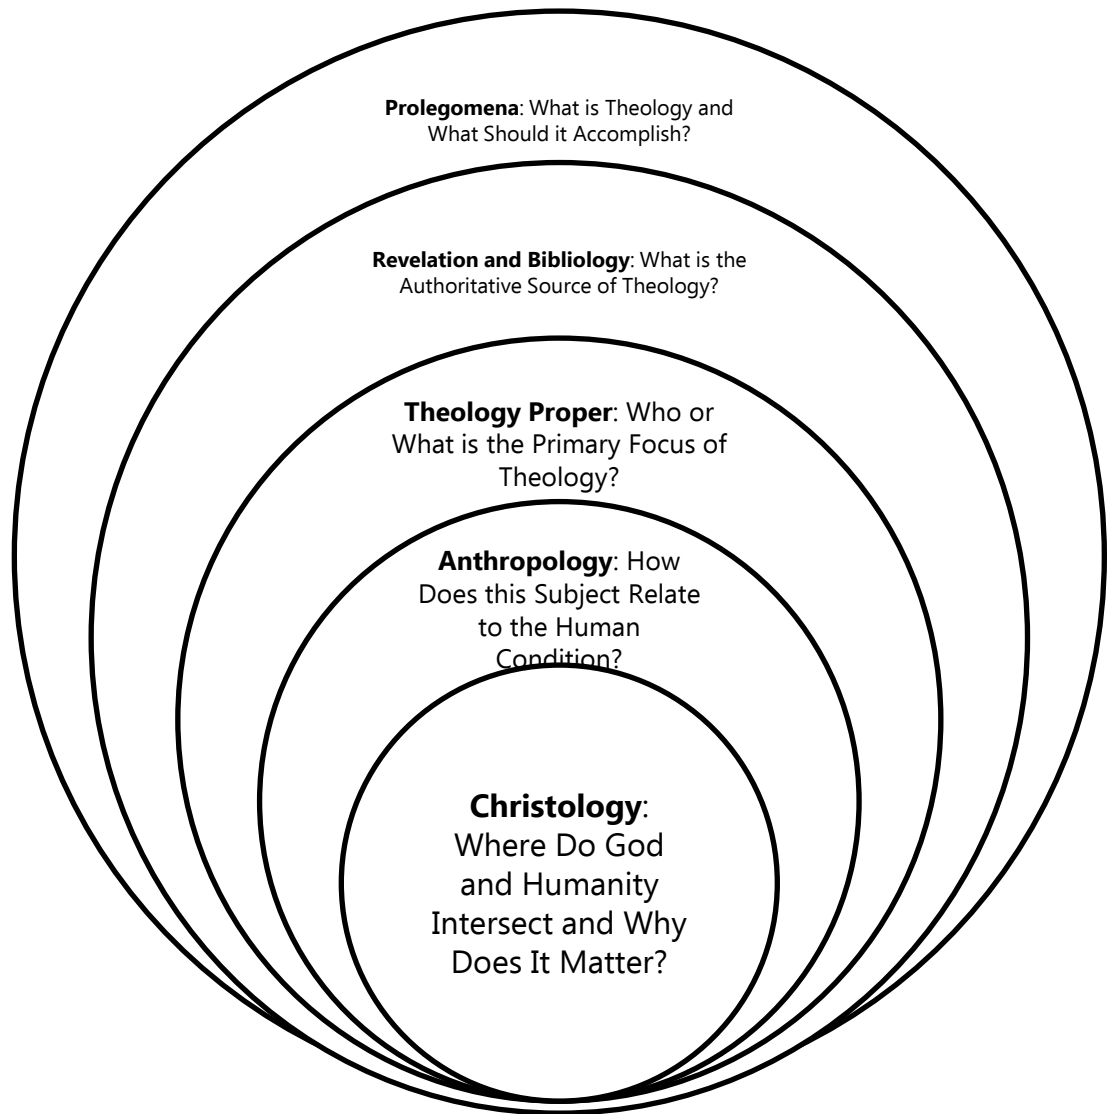 Prolegomena: What is Theology and
What Should it Accomplish?
Revelation and Bibliology: What is the
Authoritative Source of Theology?
Theology Proper: Who or
What is the Primary Focus of
Theology?
Anthropology: How
Does this Subject Relate
to the Human
Condition?
Christology:
Where Do God
and Humanity
Intersect and Why
Does It Matter?